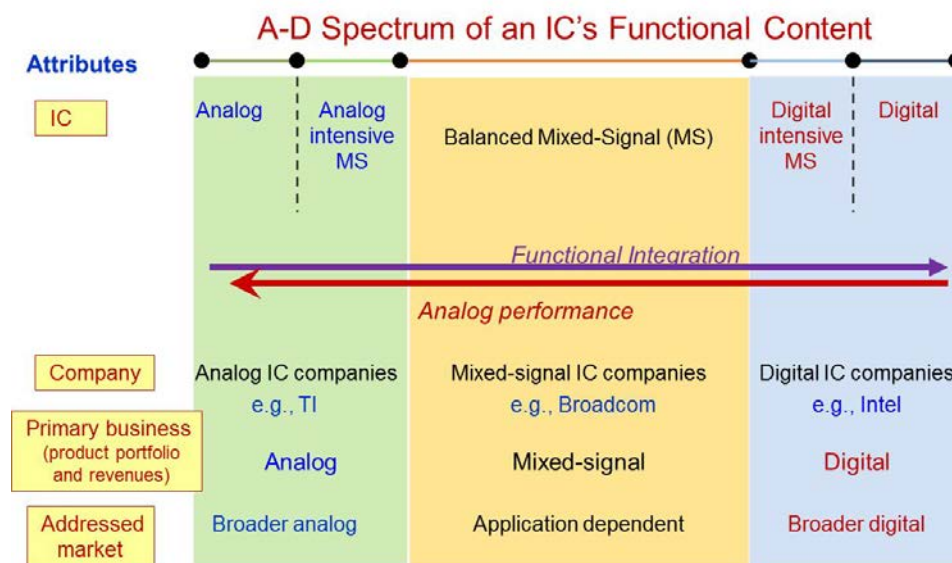 A-D Spectrum of an IC's Functional Content
Attributes
IC
Analog
Analog
intensive
MS
Balanced Mixed-Signal (MS)
Digital
intensive
MS
Digital
Functional Integration
Analog performance
Company
Analog IC companies
e.g., TI
Mixed-signal IC companies
e.g., Broadcom
Digital IC companies
e.g., Intel
Primary business
(product portfolio
and revenues)
Analog
Mixed-signal
Digital
Addressed
market
Broader analog
Application dependent
Broader digital